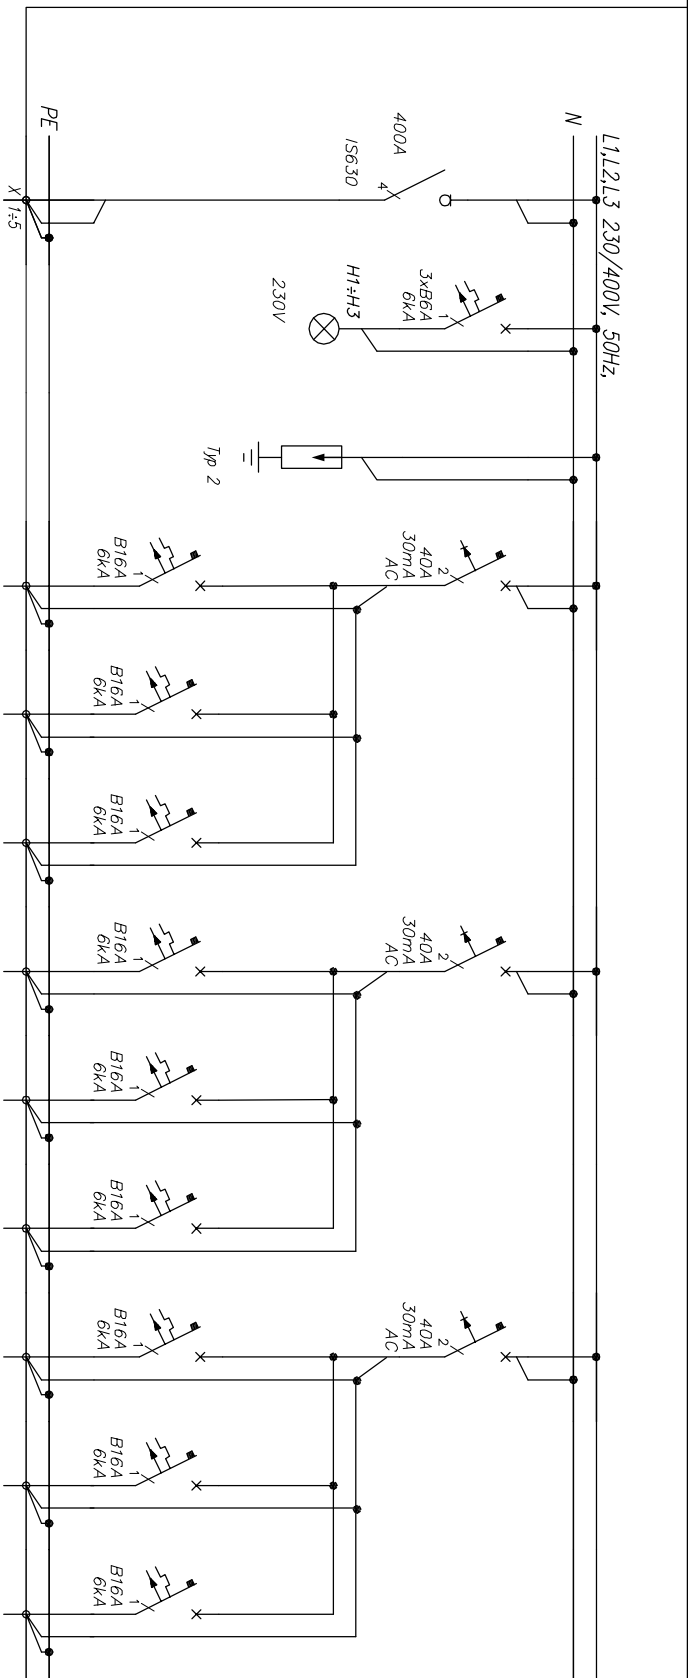 L1,L2,L3 230/400V, 50Hz,
N
PE
400A
IS630
4
X 1÷5
3xB6A
6kA
1
H1÷H3
230V
Typ 2
40A
30mA
AC
2
B16A
6kA
1
B16A
6kA
1
B16A
6kA
1
40A
30mA
AC
2
B16A
6kA
1
B16A
6kA
1
B16A
6kA
1
40A
30mA
AC
2
B16A
6kA
1
B16A
6kA
1
B16A
6kA
1